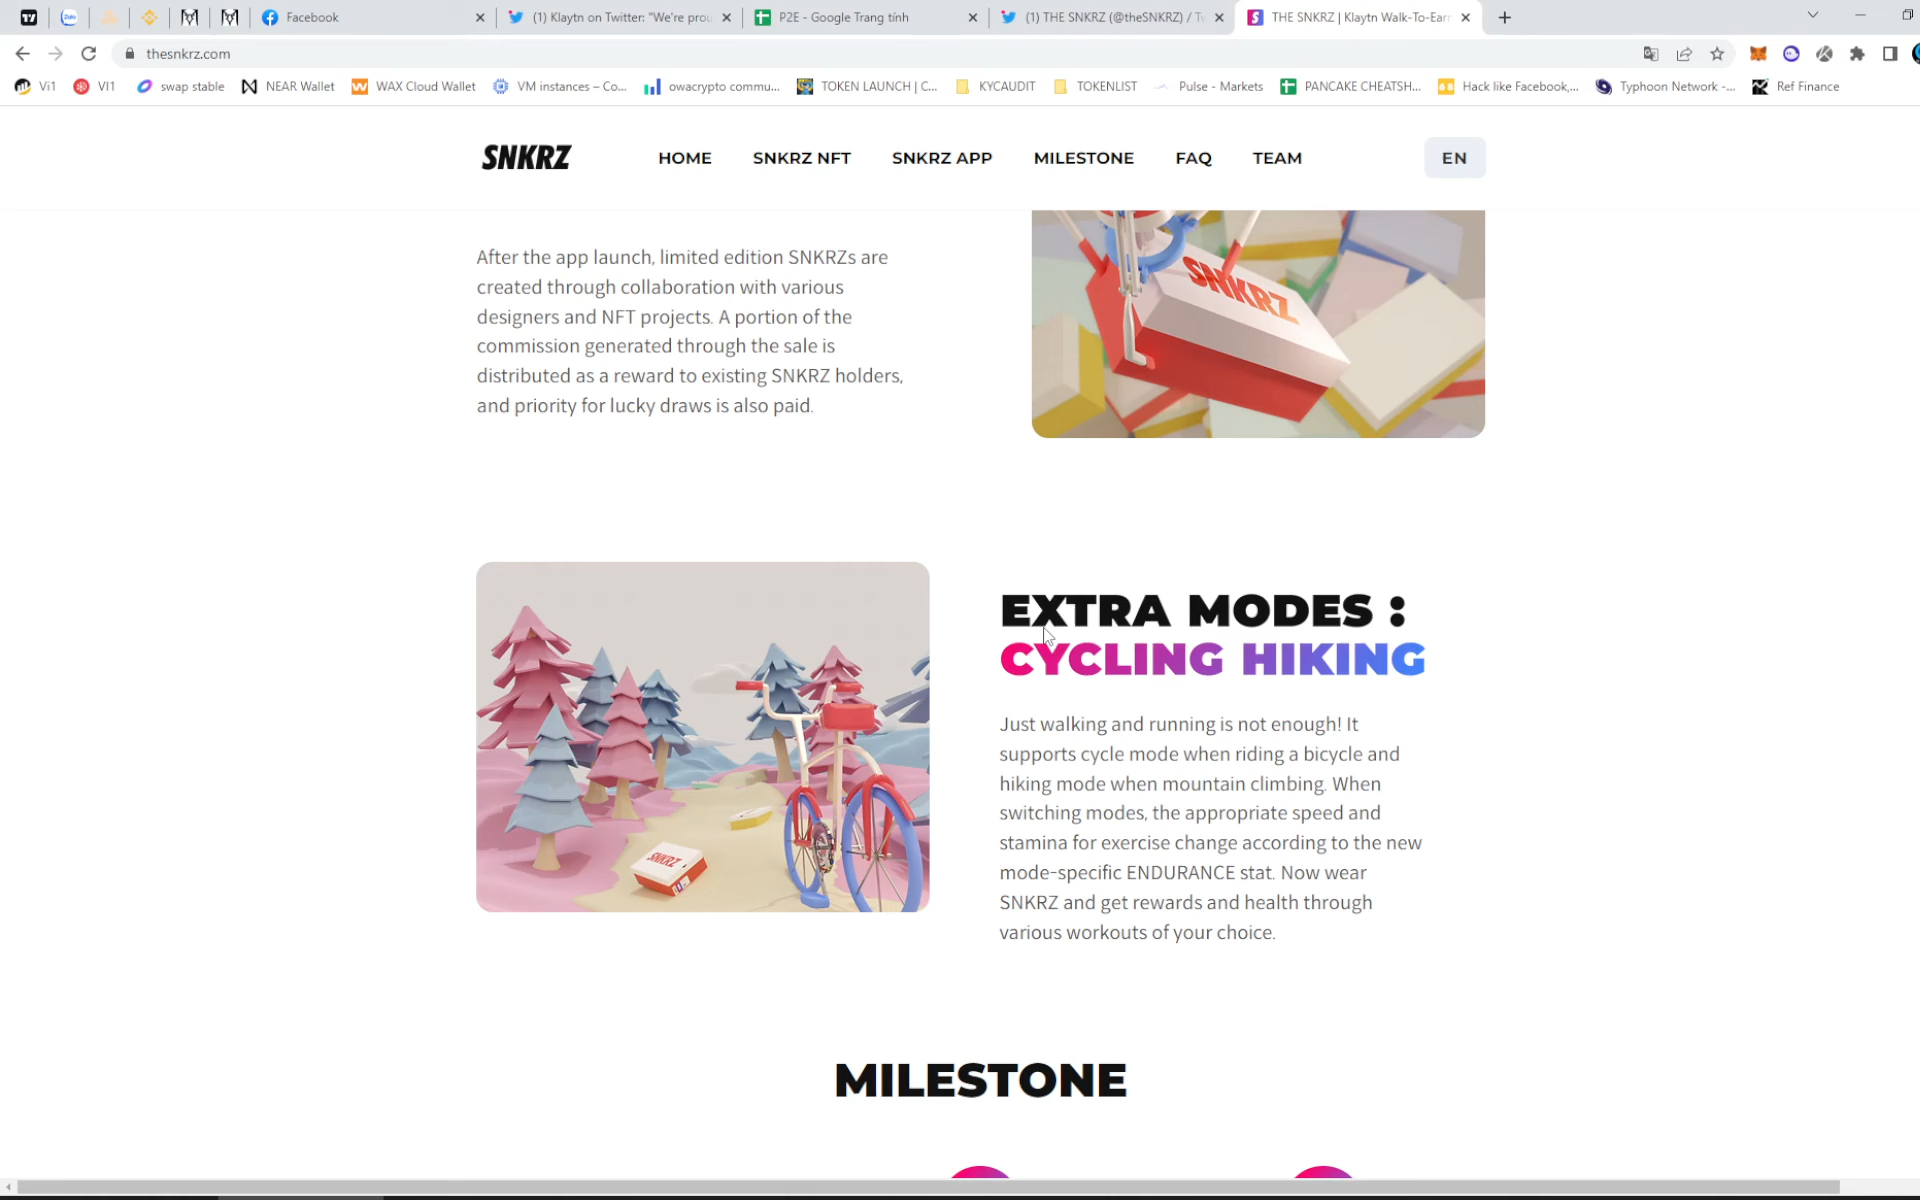 Facebook
(1) Klaytn on Twitter: "We're prou
P2E - Google Trang tính
(1) THE SNKRZ (@theSNKRZ) / Tw
THE SNKRZ | Klaytn Walk-To-Earn
thesnkrz.com
Vi1
VI1
swap stable
NEAR Wallet
WAX Cloud Wallet
VM instances – Co...
owacrypto commu...
TOKEN LAUNCH | C...
KYCAUDIT
TOKENLIST
Pulse - Markets
PANCAKE CHEATSH...
Hack like Facebook,...
Typhoon Network -...
Ref Finance
SNKRZ
HOME
SNKRZ NFT
SNKRZ APP
MILESTONE
FAQ
TEAM
EN
After the app launch, limited edition SNKRZs are
created through collaboration with various
designers and NFT projects. A portion of the
commission generated through the sale is
distributed as a reward to existing SNKRZ holders,
and priority for lucky draws is also paid.
SNKRZ
SNKRZ
EXTRA MODES :
CYCLING HIKING
Just walking and running is not enough! It
supports cycle mode when riding a bicycle and
hiking mode when mountain climbing. When
switching modes, the appropriate speed and
stamina for exercise change according to the new
mode-specific ENDURANCE stat. Now wear
SNKRZ and get rewards and health through
various workouts of your choice.
MILESTONE